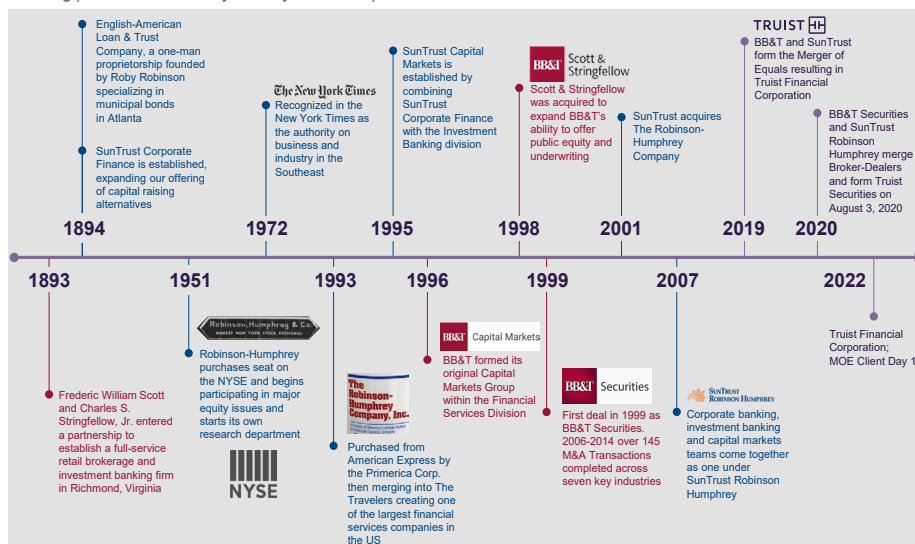 English-American
Loan & Trust
Company, a one-man
proprietorship founded
by Roby Robinson
specializing in
municipal bonds
in Atlanta
SunTrust Corporate
Finance is established,
expanding our offering
of capital raising
alternatives
1894
The New York Times
Recognized in the
New York Times as
the authority on
business and
industry in the
Southeast
1972
SunTrust Capital
Markets is
established by
combining
SunTrust
Corporate Finance
with the Investment
Banking division
1995
BB&T
Scott &
Stringfellow
Scott & Stringfellow
was acquired to
expand BB&T's
ability to offer
public equity and
underwriting
1998
SunTrust acquires
The Robinson-
Humphrey
Company
2001
TRUIST
BB&T and SunTrust
form the Merger of
Equals resulting in
Truist Financial
Corporation
2019
BB&T Securities
and SunTrust
Robinson
Humphrey merge
Broker-Dealers
and form Truist
Securities on
August 3, 2020
2020
1893
Frederic William Scott
and Charles S.
Stringfellow, Jr. entered
a partnership to
establish a full-service
retail brokerage and
investment banking firm
in Richmond, Virginia
1951
Robinson, Humphrey & Co.
MEMBER NEW YORK STOCK EXCHANGE
Robinson-Humphrey
purchases seat on
the NYSE and begins
participating in major
equity issues and
starts its own
research department
NYSE
1993
The
Robinson-
Humphrey
Company, Inc.
Purchased from
American Express by
the Primerica Corp.
then merging into The
Travelers creating one
of the largest financial
services companies in
the US
1996
BB&T Capital Markets
BB&T formed its
original Capital
Markets Group
within the Financial
Services Division
1999
BB&T Securities
First deal in 1999 as
BB&T Securities.
2006-2014 over 145
M&A Transactions
completed across
seven key industries
2007
SUNTRUST
ROBINSON HUMPHREY
Corporate banking,
investment banking
and capital markets
teams come together
as one under
SunTrust Robinson
Humphrey
2022
Truist Financial
Corporation;
MOE Client Day 1